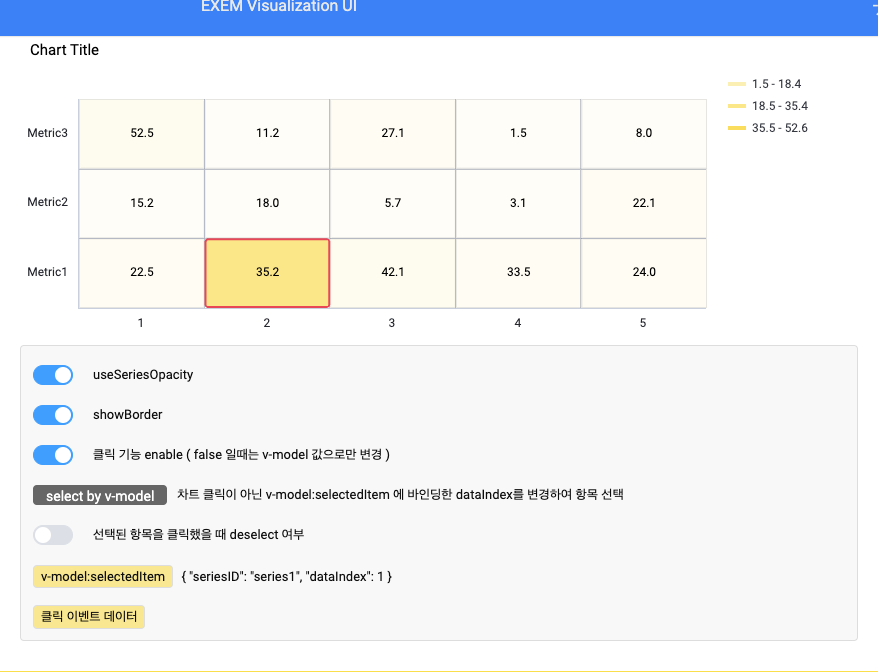 EXEM Visualization UI
Chart Title
1.5 - 18.4
18.5 - 35.4
35.5 - 52.6
Metric3 52.5 11.2 27.1 1.5 8.0
Metric2 15.2 18.0 5.7 3.1 22.1
Metric1 22.5 35.2 42.1 33.5 24.0
1 2 3 4 5
useSeriesOpacity
showBorder
클릭 기능 enable ( false 일때는 v-model 값으로만 변경 )
select by v-model 차트 클릭이 아닌 v-model:selectedItem 에 바인딩한 dataIndex를 변경하여 항목 선택
선택된 항목을 클릭했을 때 deselect 여부
v-model:selectedItem { "seriesID": "series1", "dataIndex": 1 }
클릭 이벤트 데이터